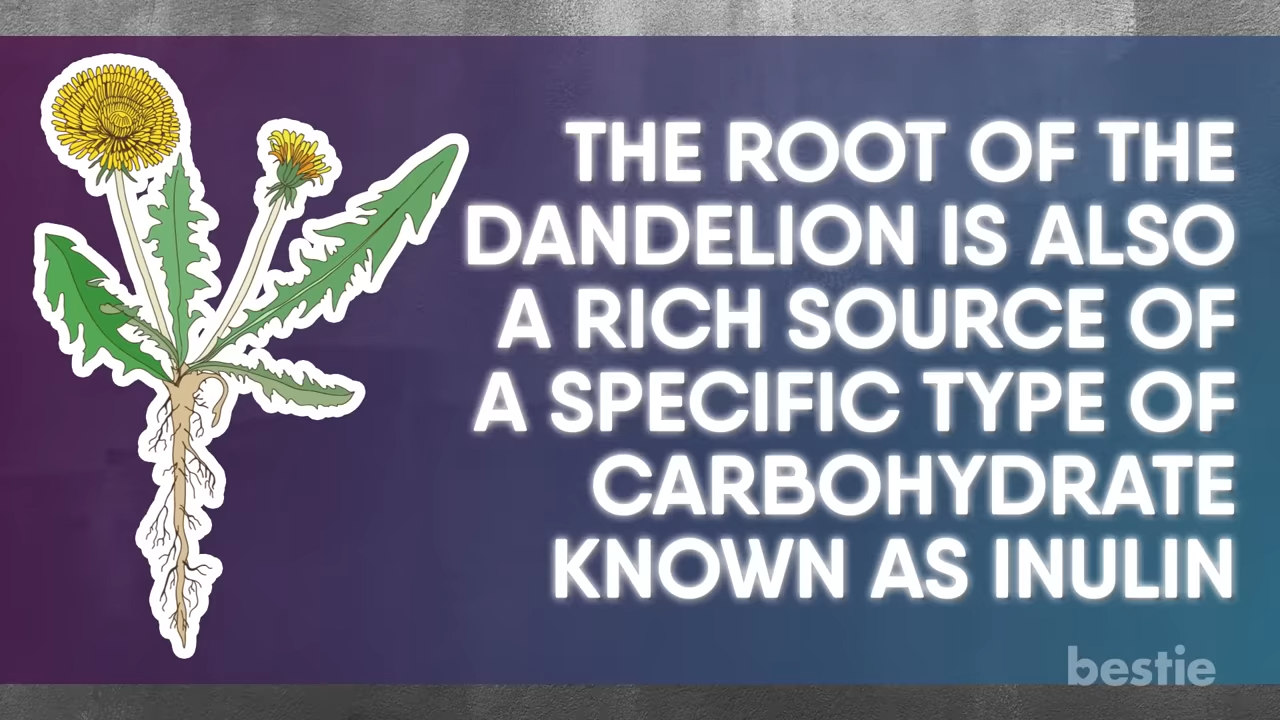 THE ROOT OF THE
DANDELION IS ALSO
A RICH SOURCE OF
A SPECIFIC TYPE OF
CARBOHYDRATE
KNOWN AS INULIN
bestie